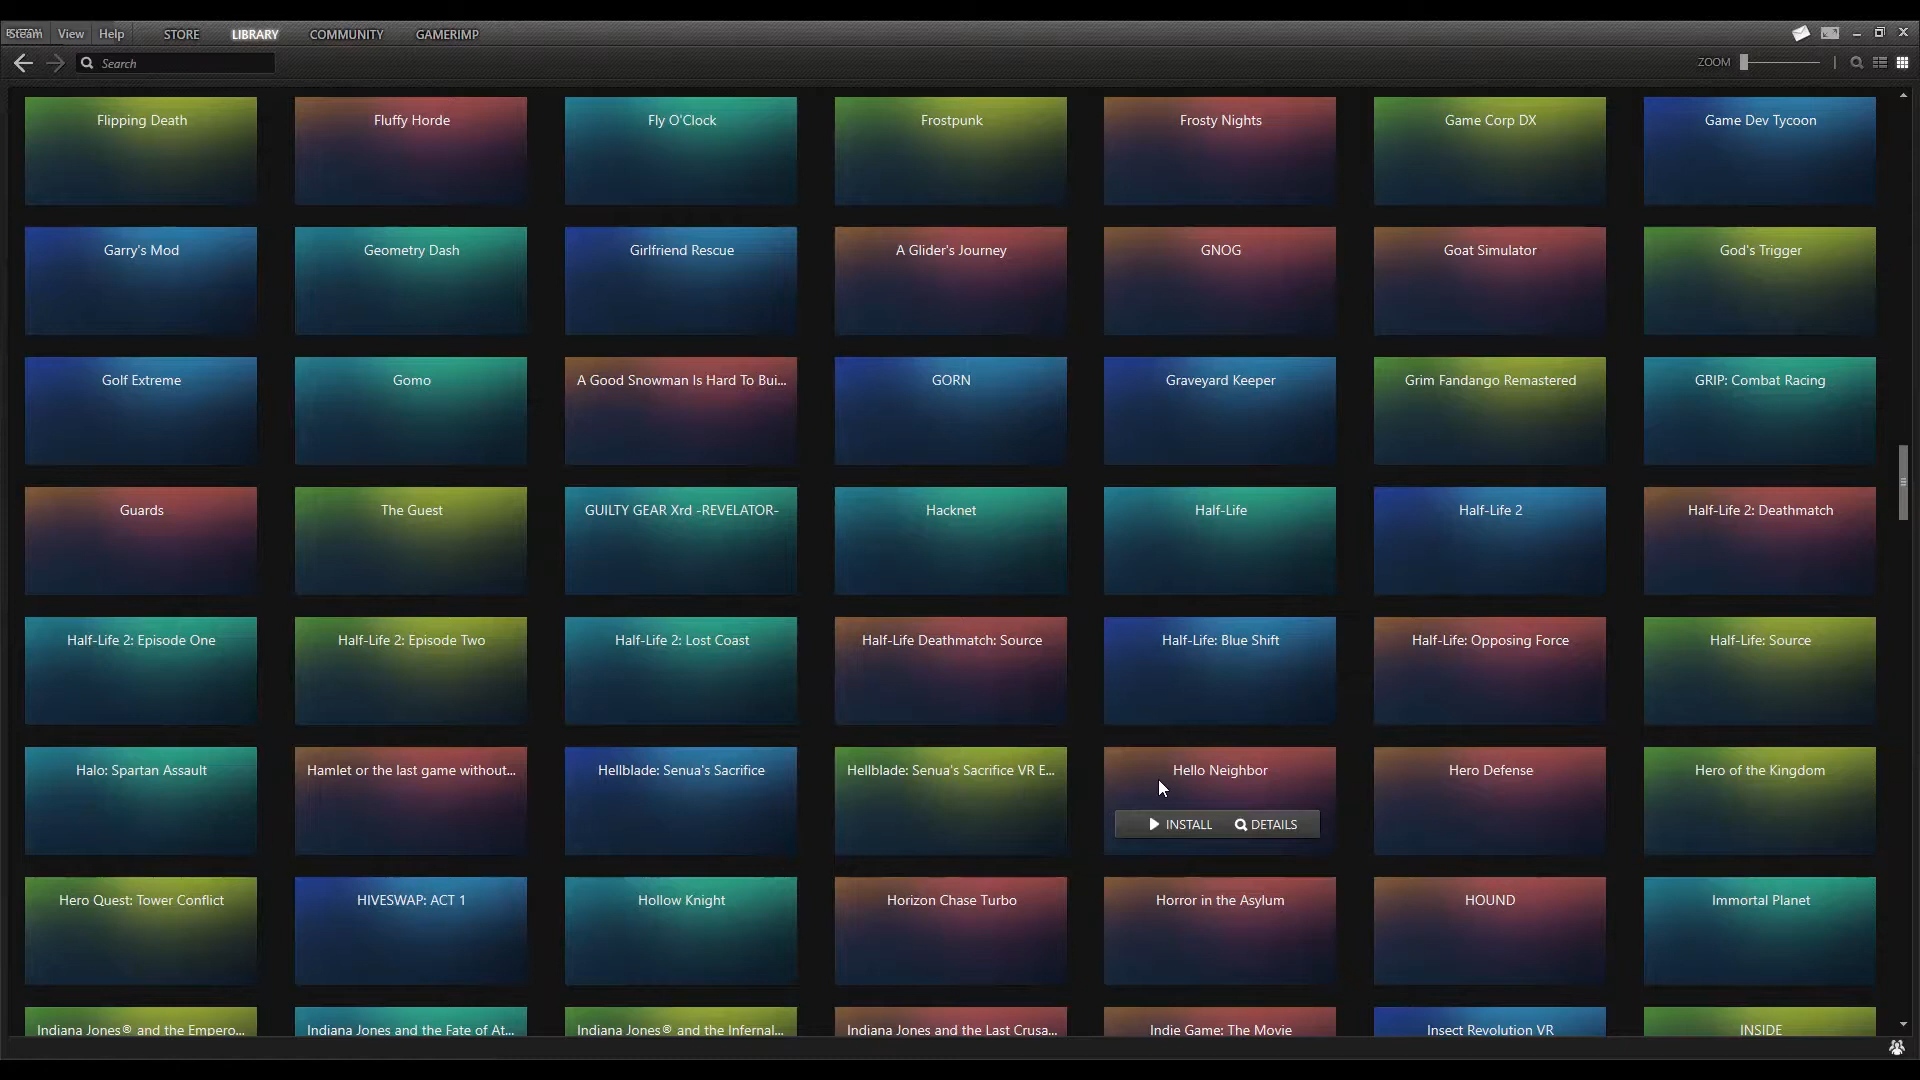 Steam View Help STORE LIBRARY COMMUNITY GAMERIMP
Search ZOOM
Flipping Death Fluffy Horde Fly O'Clock Frostpunk Frosty Nights Game Corp DX Game Dev Tycoon
Garry's Mod Geometry Dash Girlfriend Rescue A Glider's Journey GNOG Goat Simulator God's Trigger
Golf Extreme Gomo A Good Snowman Is Hard To Bui... GORN Graveyard Keeper Grim Fandango Remastered GRIP: Combat Racing
Guards The Guest GUILTY GEAR Xrd -REVELATOR- Hacknet Half-Life Half-Life 2 Half-Life 2: Deathmatch
Half-Life 2: Episode One Half-Life 2: Episode Two Half-Life 2: Lost Coast Half-Life Deathmatch: Source Half-Life: Blue Shift Half-Life: Opposing Force Half-Life: Source
Halo: Spartan Assault Hamlet or the last game without... Hellblade: Senua's Sacrifice Hellblade: Senua's Sacrifice VR E... Hello Neighbor Hero Defense Hero of the Kingdom
INSTALL DETAILS
Hero Quest: Tower Conflict HIVESWAP: ACT 1 Hollow Knight Horizon Chase Turbo Horror in the Asylum HOUND Immortal Planet
Indiana Jones® and the Empero... Indiana Jones and the Fate of At... Indiana Jones® and the Infernal... Indiana Jones and the Last Crusa... Indie Game: The Movie Insect Revolution VR INSIDE